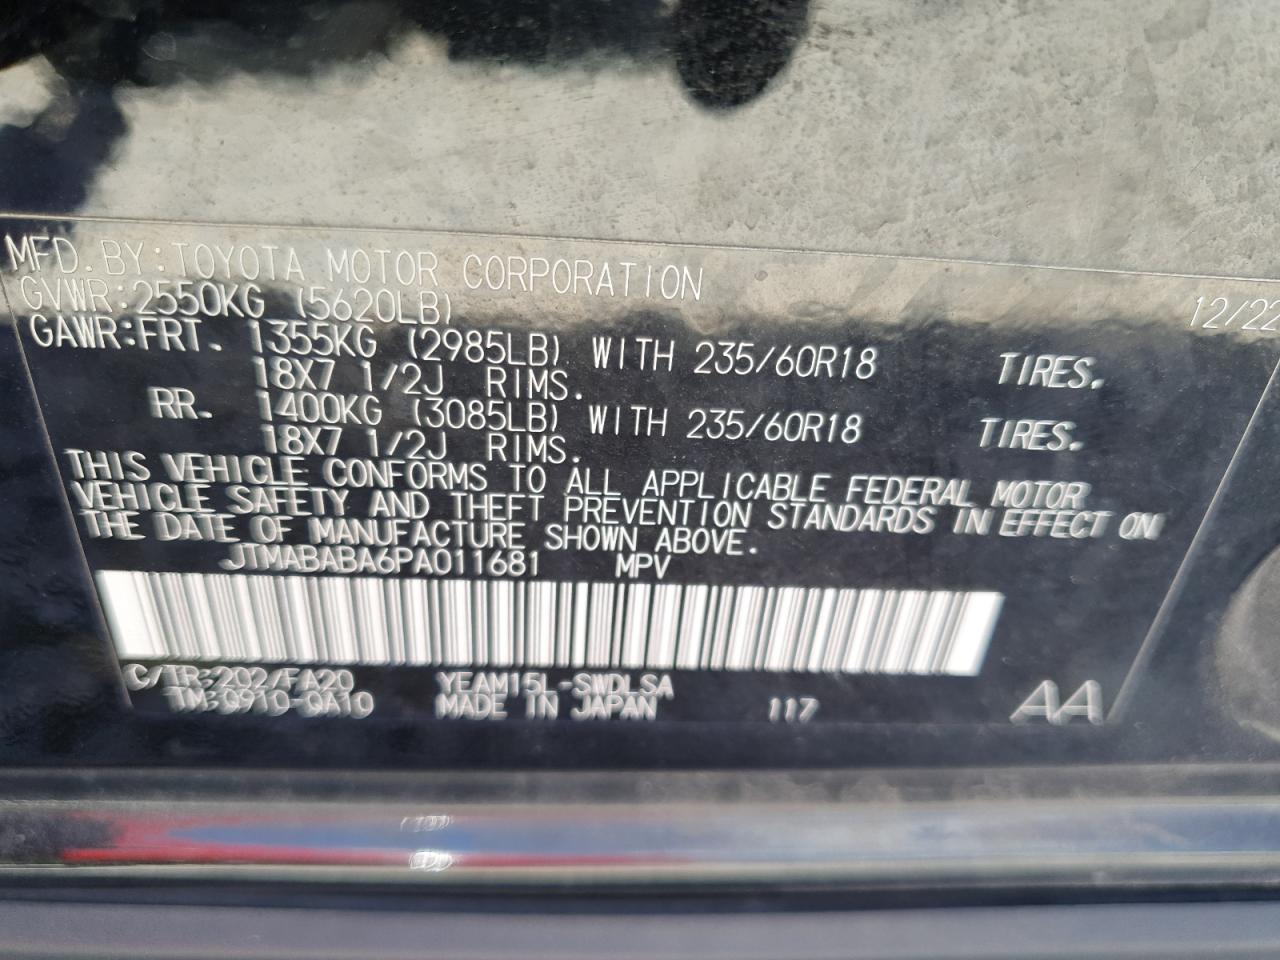 MFD. BY: TOYOTA MOTOR CORPORATION 12/22
GVWR: 2550KG (5620LB)
GAWR: FRT. 1355KG (2985LB) WITH 235/60R18 TIRES.
18X7 1/2J RIMS.
RR. 1400KG (3085LB) WITH 235/60R18 TIRES.
18X7 1/2J RIMS.
THIS VEHICLE CONFORMS TO ALL APPLICABLE FEDERAL MOTOR
VEHICLE SAFETY AND THEFT PREVENTION STANDARDS IN EFFECT ON
THE DATE OF MANUFACTURE SHOWN ABOVE.
JTMABABA6PA011681 MPV
C/TR:202/FA20 YEAM15L-SWDLSA
TM:Q910-QA10 MADE IN JAPAN 117 AA